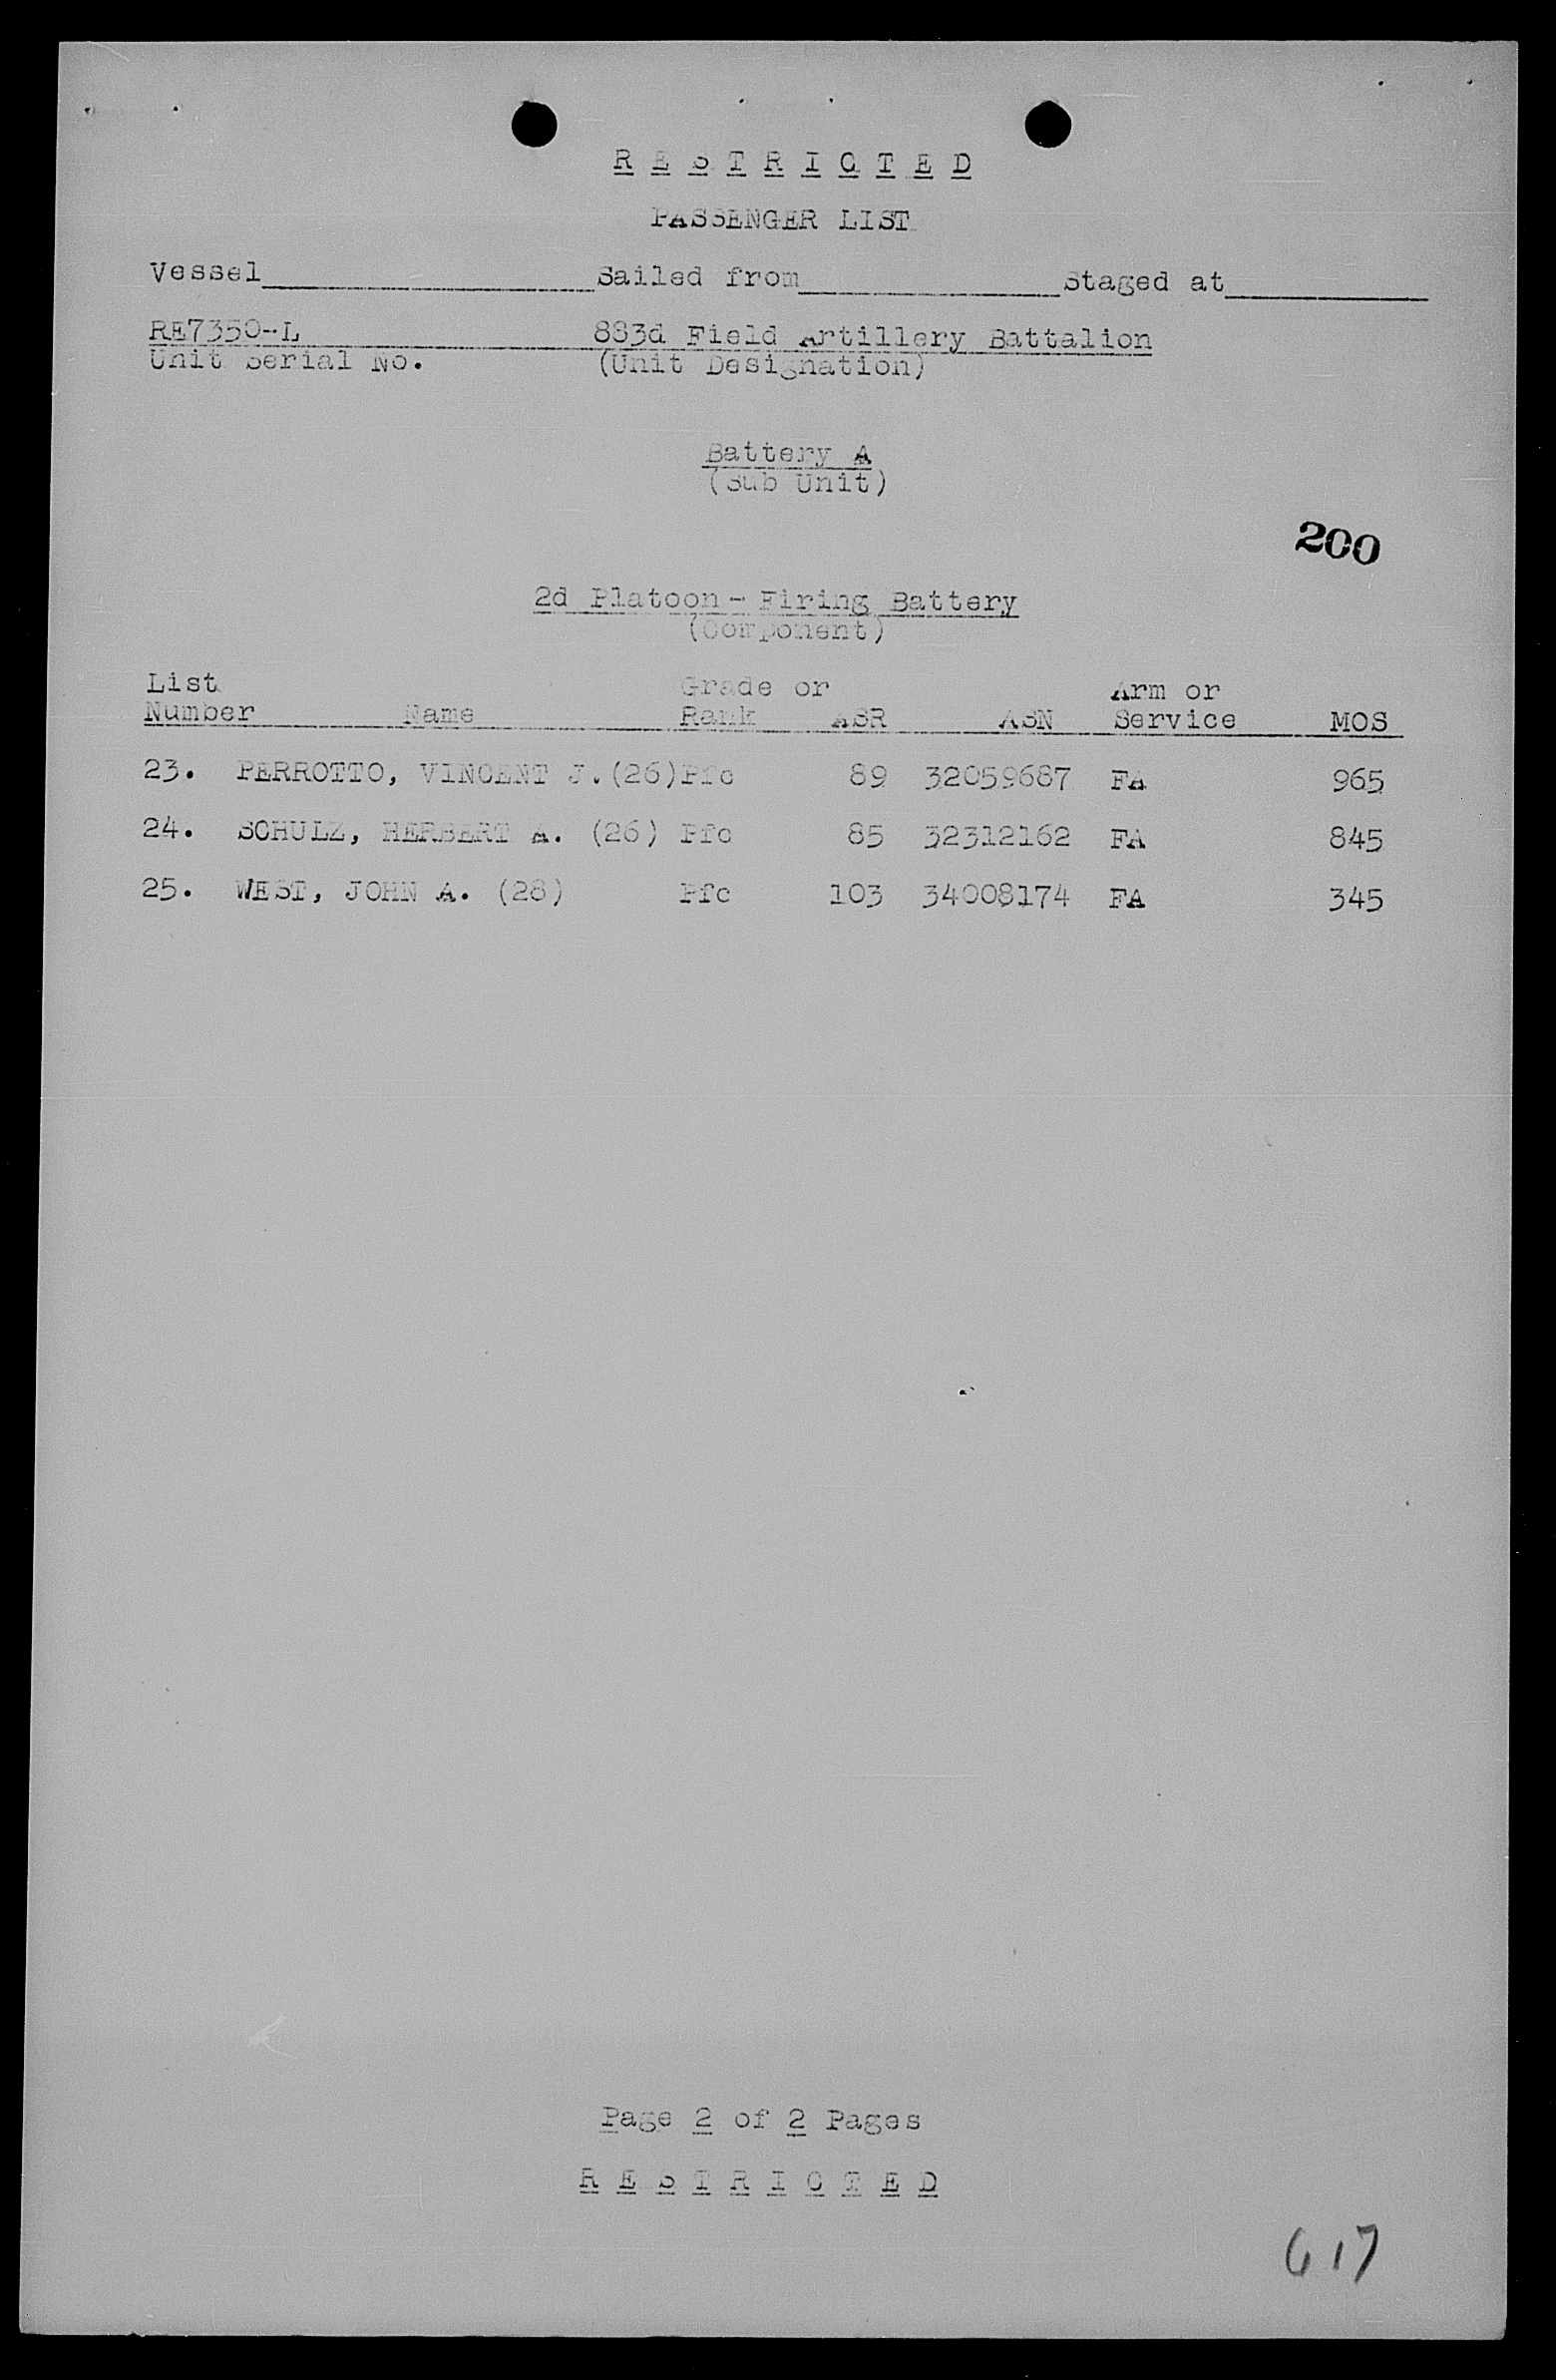 R E S T R I C T E D
PASSENGER LIST
Vessel Sailed from Staged at
RE7350-L 883d Field Artillery Battalion
Unit Serial No. (Unit Designation)
Battery A
(Sub Unit)
200
2d Platoon - Firing Battery
(Component)
List Grade or Arm or
Number Name Rank ASR ASN Service MOS
23. PERROTTO, VINCENT J.(26)Pfc 89 32059687 FA 965
24. SCHULZ, HERBERT A. (26) Pfc 85 32312162 FA 845
25. WEST, JOHN A. (28) Pfc 103 34008174 FA 345
Page 2 of 2 Pages
R E S T R I C T E D
617